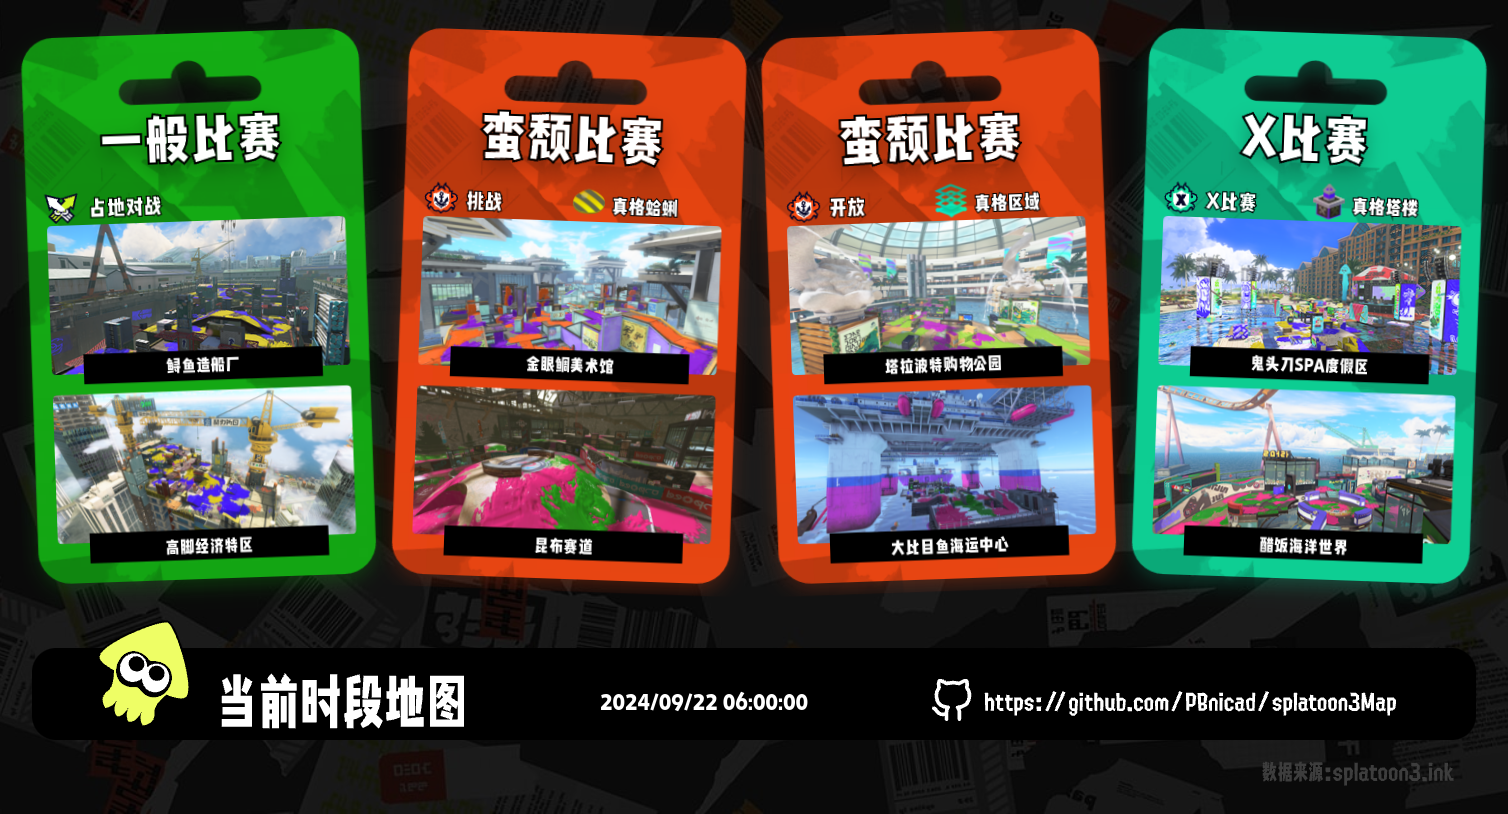 一般比赛
占地对战
鲟鱼造船厂
高脚经济特区
蛮颓比赛
挑战
真格蛤蜊
金眼鲷美术馆
昆布赛道
蛮颓比赛
开放
真格区域
塔拉波特购物公园
大比目鱼海运中心
X比赛
X比赛
真格塔楼
鬼头刀SPA度假区
醋饭海洋世界
当前时段地图
2024/09/22 06:00:00
https://github.com/PBnicad/splatoon3Map
数据来源:splatoon3.ink